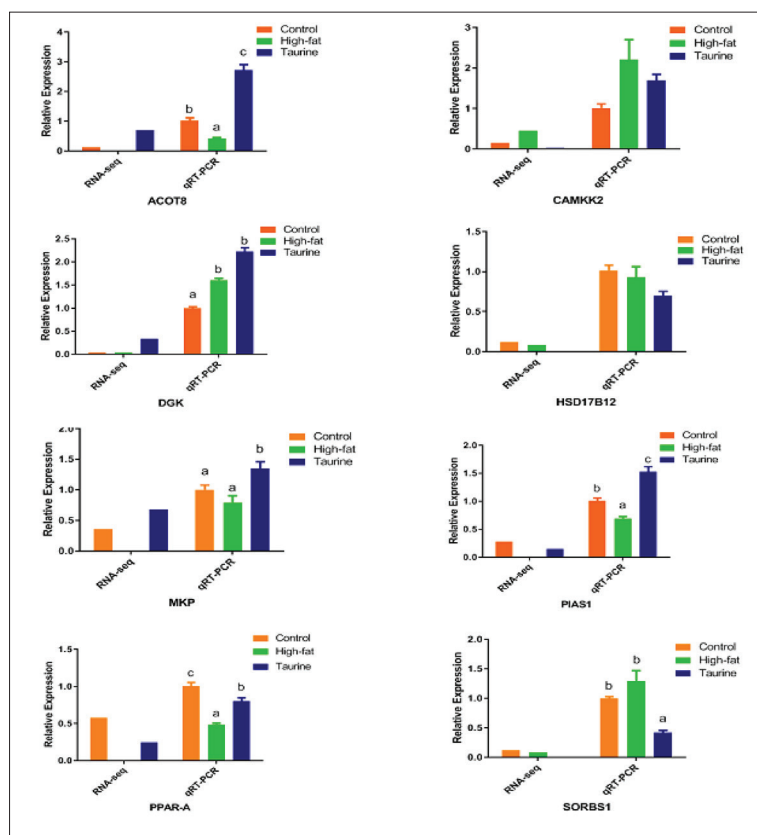 Relative Expression
4
3
2
1
0
Control
High-fat
Taurine
b
a
c
RNA-seq
qRT-PCR
ACOT8
Relative Expression
3
2
1
0
Control
High-fat
Taurine
RNA-seq
qRT-PCR
CAMKK2
Relative Expression
2.5
2.0
1.5
1.0
0.5
0.0
Control
High-fat
Taurine
a
b
b
RNA-seq
qRT-PCR
DGK
Relative Expression
1.5
1.0
0.5
0.0
Control
High-fat
Taurine
RNA-seq
qRT-PCR
HSD17B12
Relative Expression
2.0
1.5
1.0
0.5
0.0
Control
High-fat
Taurine
a
a
b
RNA-seq
qRT-PCR
MKP
Relative Expression
2.0
1.5
1.0
0.5
0.0
Control
High-fat
Taurine
b
a
c
RNA-seq
qRT-PCR
PIAS1
Relative Expression
1.5
1.0
0.5
0.0
Control
High-fat
Taurine
c
a
b
RNA-seq
qRT-PCR
PPAR-A
Relative Expression
2.0
1.5
1.0
0.5
0.0
Control
High-fat
Taurine
b
b
a
RNA-seq
qRT-PCR
SORBS1